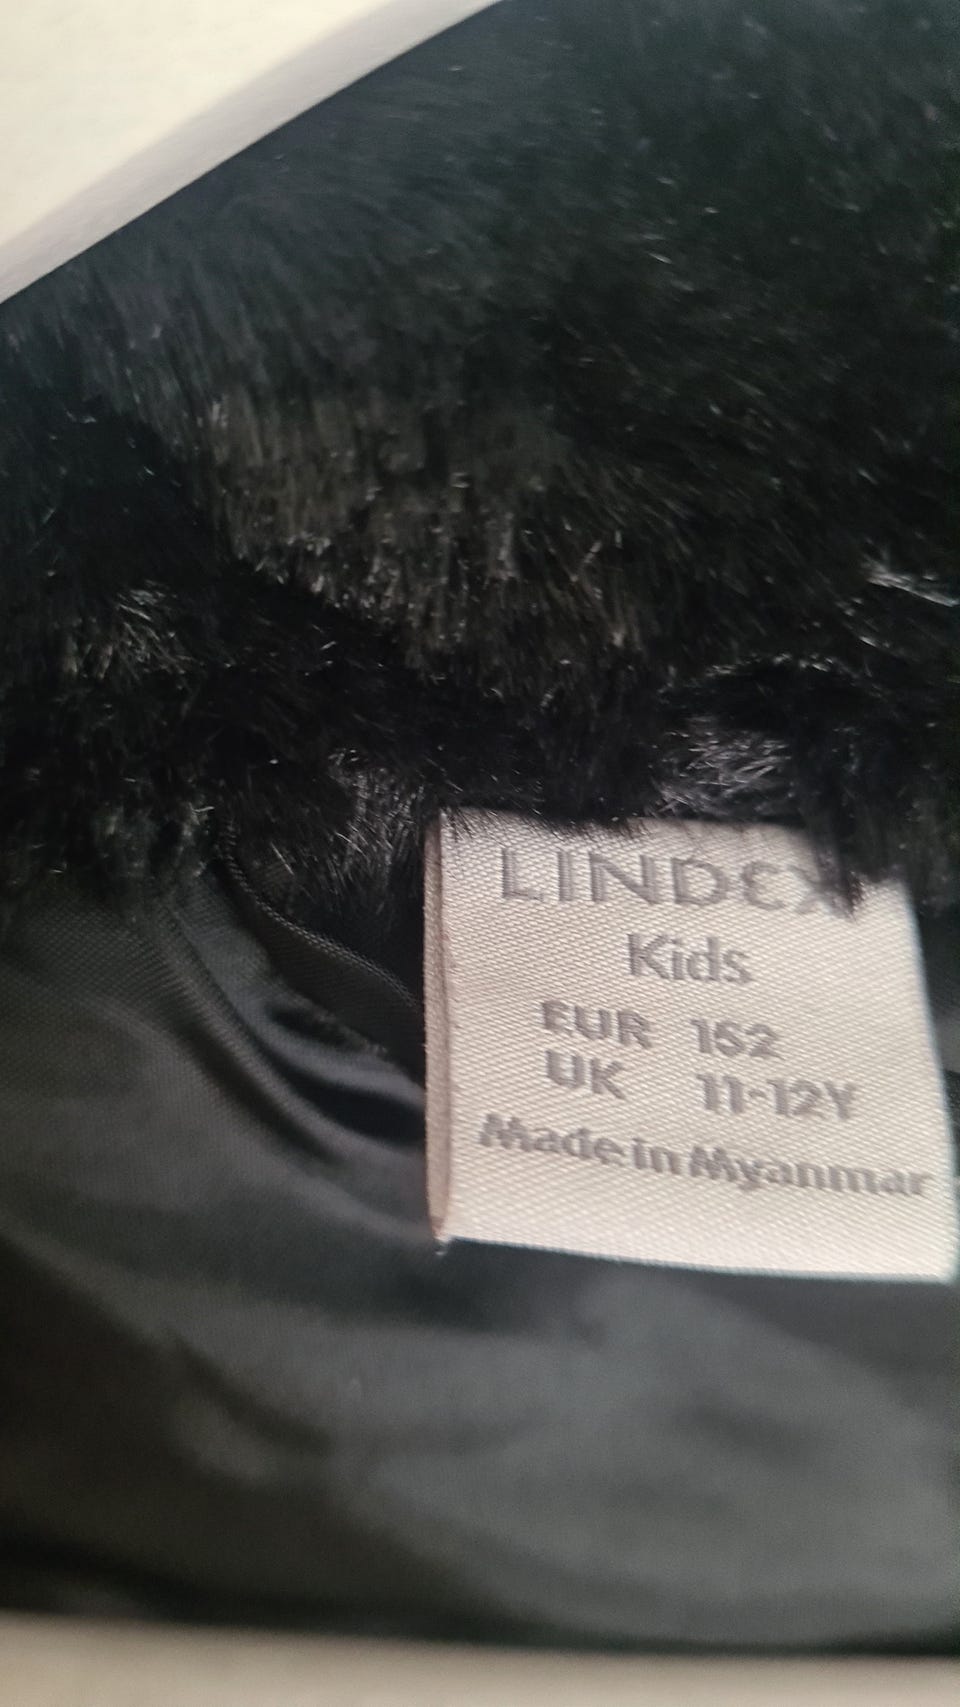 LINDEX
Kids
EUR 152
UK 11-12Y
Made in Myanmar